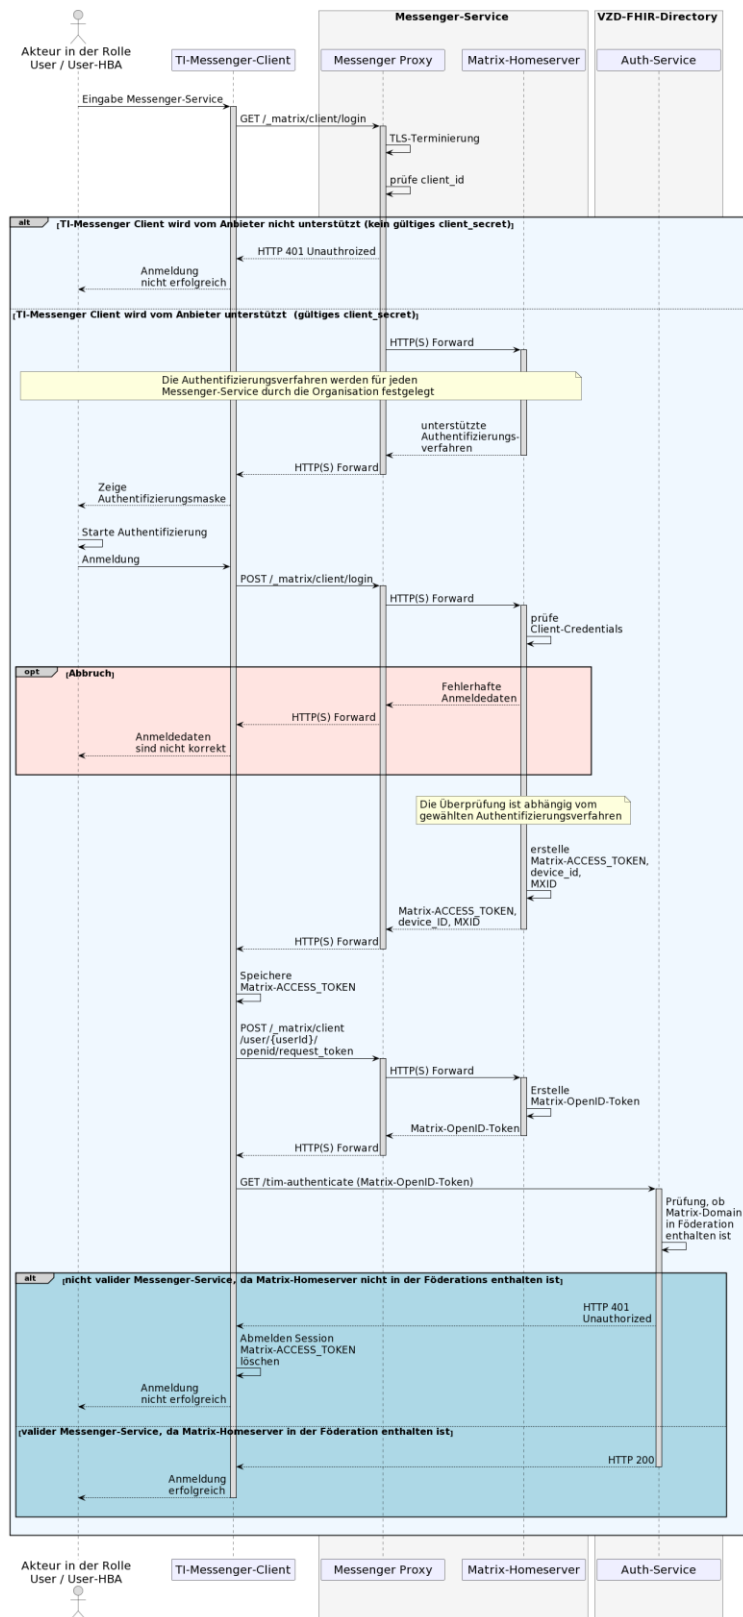 Messenger-Service
VZD-FHIR-Directory
Akteur in der Rolle
User / User-HBA
TI-Messenger-Client
Messenger Proxy
Matrix-Homeserver
Auth-Service
Eingabe Messenger-Service
GET /_matrix/client/login
TLS-Terminierung
prüfe client_id
alt
[TI-Messenger Client wird vom Anbieter nicht unterstützt (kein gültiges client_secret)]
HTTP 401 Unauthroized
Anmeldung
nicht erfolgreich
[TI-Messenger Client wird vom Anbieter unterstützt (gültiges client_secret)]
HTTP(S) Forward
Die Authentifizierungsverfahren werden für jeden
Messenger-Service durch die Organisation festgelegt
unterstützte
Authentifizierungs-
verfahren
HTTP(S) Forward
Zeige
Authentifizierungsmaske
Starte Authentifizierung
Anmeldung
POST /_matrix/client/login
HTTP(S) Forward
prüfe
Client-Credentials
opt
[Abbruch]
Fehlerhafte
Anmeldedaten
HTTP(S) Forward
Anmeldedaten
sind nicht korrekt
Die Überprüfung ist abhängig vom
gewählten Authentifizierungsverfahren
erstelle
Matrix-ACCESS_TOKEN,
device_id,
MXID
Matrix-ACCESS_TOKEN,
device_ID, MXID
HTTP(S) Forward
Speichere
Matrix-ACCESS_TOKEN
POST /_matrix/client
/user/{userId}/
openid/request_token
HTTP(S) Forward
Erstelle
Matrix-OpenID-Token
Matrix-OpenID-Token
HTTP(S) Forward
GET /tim-authenticate (Matrix-OpenID-Token)
Prüfung, ob
Matrix-Domain
in Föderation
enthalten ist
alt
[nicht valider Messenger-Service, da Matrix-Homeserver nicht in der Föderations enthalten ist]
HTTP 401
Unauthorized
Abmelden Session
Matrix-ACCESS_TOKEN
löschen
Anmeldung
nicht erfolgreich
[valider Messenger-Service, da Matrix-Homeserver in der Föderation enthalten ist]
HTTP 200
Anmeldung
erfolgreich
Akteur in der Rolle
User / User-HBA
TI-Messenger-Client
Messenger Proxy
Matrix-Homeserver
Auth-Service